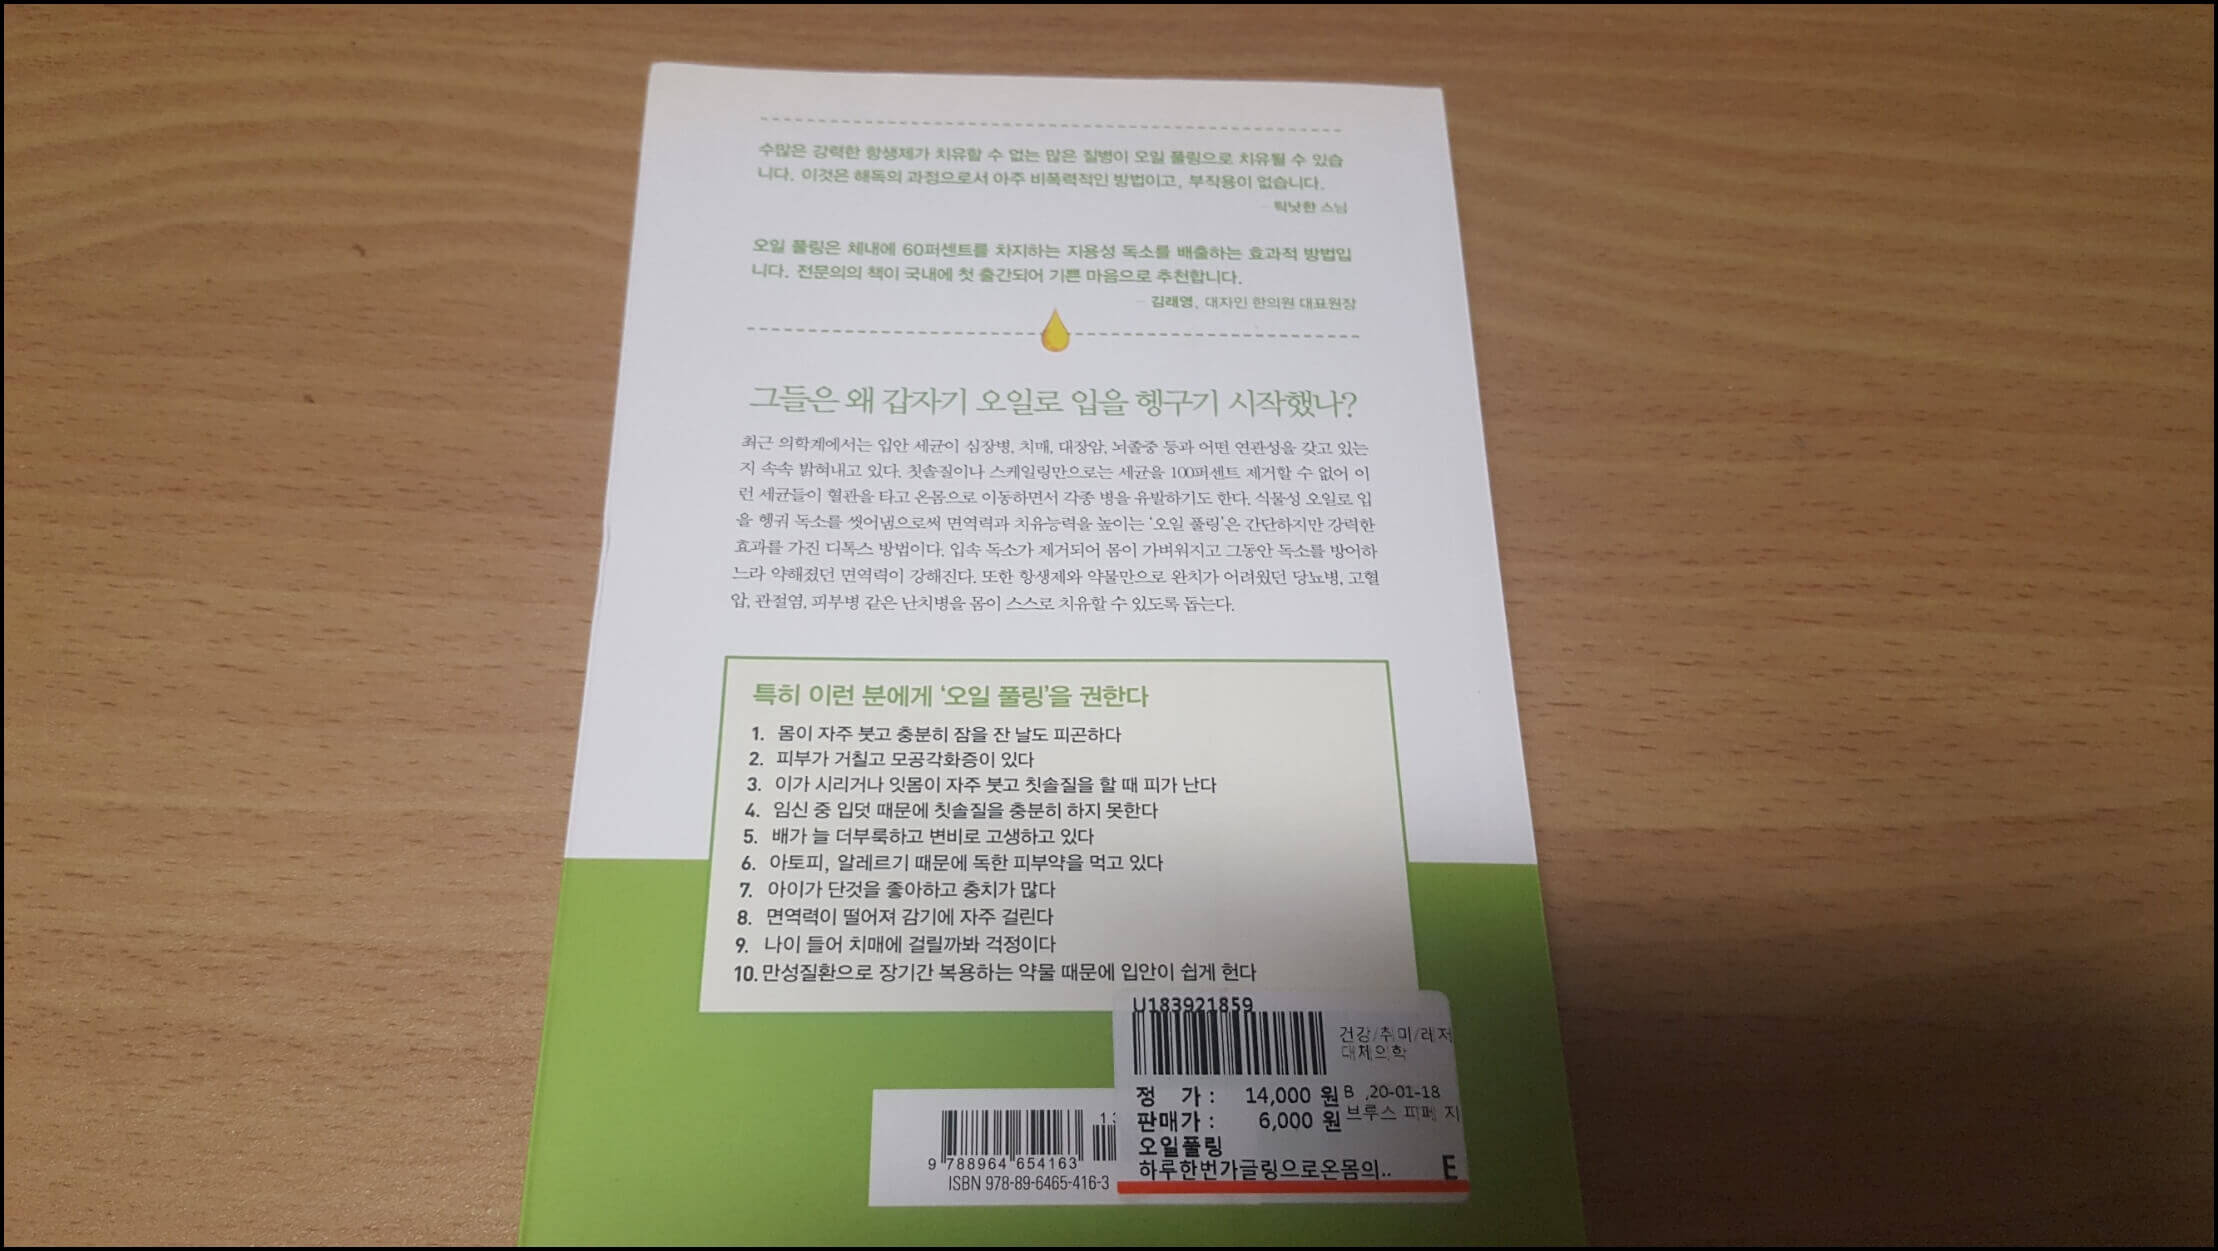 수많은 강력한 항생제가 치유할 수 없는 많은 질병이 오일 풀링으로 치유될 수 있습
니다. 이것은 해독의 과정으로서 아주 비폭력적인 방법이고, 부작용이 없습니다.
– 틱낫한 스님
오일 풀링은 체내에 60퍼센트를 차지하는 지용성 독소를 배출하는 효과적 방법입
니다. 전문의의 책이 국내에 첫 출간되어 기쁜 마음으로 추천합니다.
– 김래영, 대자인 한의원 대표원장
그들은 왜 갑자기 오일로 입을 헹구기 시작했나?
최근 의학계에서는 입안 세균이 심장병, 치매, 대장암, 뇌졸중 등과 어떤 연관성을 갖고 있는
지 속속 밝혀내고 있다. 칫솔질이나 스케일링만으로는 세균을 100퍼센트 제거할 수 없어 이
런 세균들이 혈관을 타고 온몸으로 이동하면서 각종 병을 유발하기도 한다. 식물성 오일로 입
을 헹궈 독소를 씻어냄으로써 면역력과 치유능력을 높이는 ‘오일 풀링’은 간단하지만 강력한
효과를 가진 디톡스 방법이다. 입속 독소가 제거되어 몸이 가벼워지고 그동안 독소를 방어하
느라 약해졌던 면역력이 강해진다. 또한 항생제와 약물만으로 완치가 어려웠던 당뇨병, 고혈
압, 관절염, 피부병 같은 난치병을 몸이 스스로 치유할 수 있도록 돕는다.
특히 이런 분에게 ‘오일 풀링’을 권한다
1. 몸이 자주 붓고 충분히 잠을 잔 날도 피곤하다
2. 피부가 거칠고 모공각화증이 있다
3. 이가 시리거나 잇몸이 자주 붓고 칫솔질을 할 때 피가 난다
4. 임신 중 입덧 때문에 칫솔질을 충분히 하지 못한다
5. 배가 늘 더부룩하고 변비로 고생하고 있다
6. 아토피, 알레르기 때문에 독한 피부약을 먹고 있다
7. 아이가 단것을 좋아하고 충치가 많다
8. 면역력이 떨어져 감기에 자주 걸린다
9. 나이 들어 치매에 걸릴까봐 걱정이다
10. 만성질환으로 장기간 복용하는 약물 때문에 입안이 쉽게 헌다
U183921859
건강/취미/레저
대체의학
정 가 : 14,000 원 B ,20-01-18
판매가 : 6,000 원 브루스 피페 지
오일풀링
하루한번가글링으로온몸의.. E
1 3
9 788964 654163
ISBN 978-89-6465-416-3